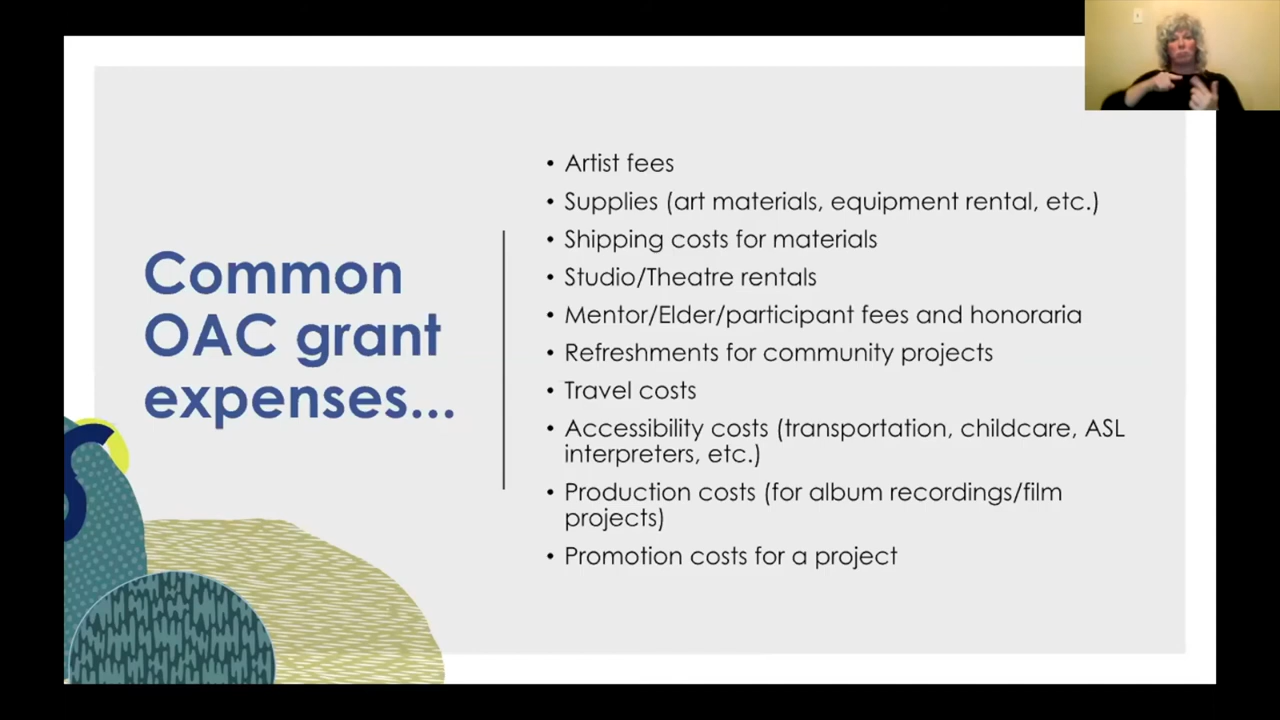 Common
OAC grant
expenses...
• Artist fees
• Supplies (art materials, equipment rental, etc.)
• Shipping costs for materials
• Studio/Theatre rentals
• Mentor/Elder/participant fees and honoraria
• Refreshments for community projects
• Travel costs
• Accessibility costs (transportation, childcare, ASL
interpreters, etc.)
• Production costs (for album recordings/film
projects)
• Promotion costs for a project